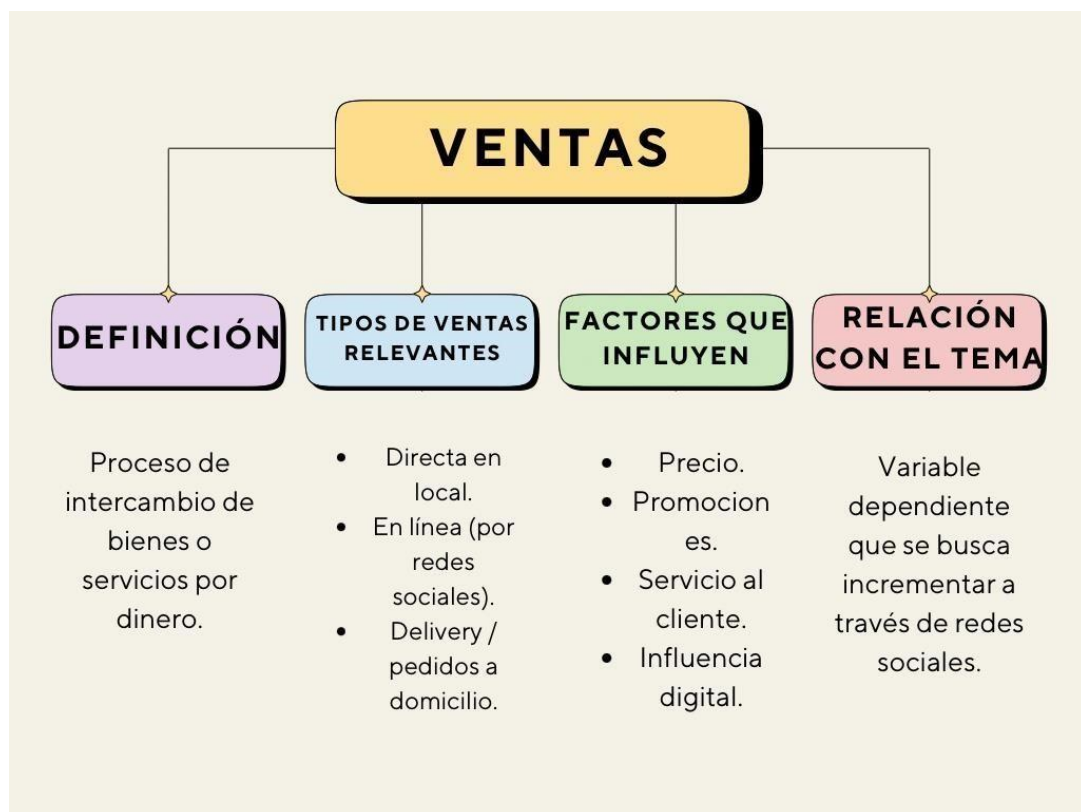 VENTAS
DEFINICIÓN
Proceso de
intercambio de
bienes o
servicios por
dinero.
TIPOS DE VENTAS
RELEVANTES
• Directa en
local.
• En línea (por
redes
sociales).
• Delivery /
pedidos a
domicilio.
FACTORES QUE
INFLUYEN
• Precio.
• Promocion
es.
• Servicio al
cliente.
• Influencia
digital.
RELACIÓN
CON EL TEMA
Variable
dependiente
que se busca
incrementar a
través de redes
sociales.